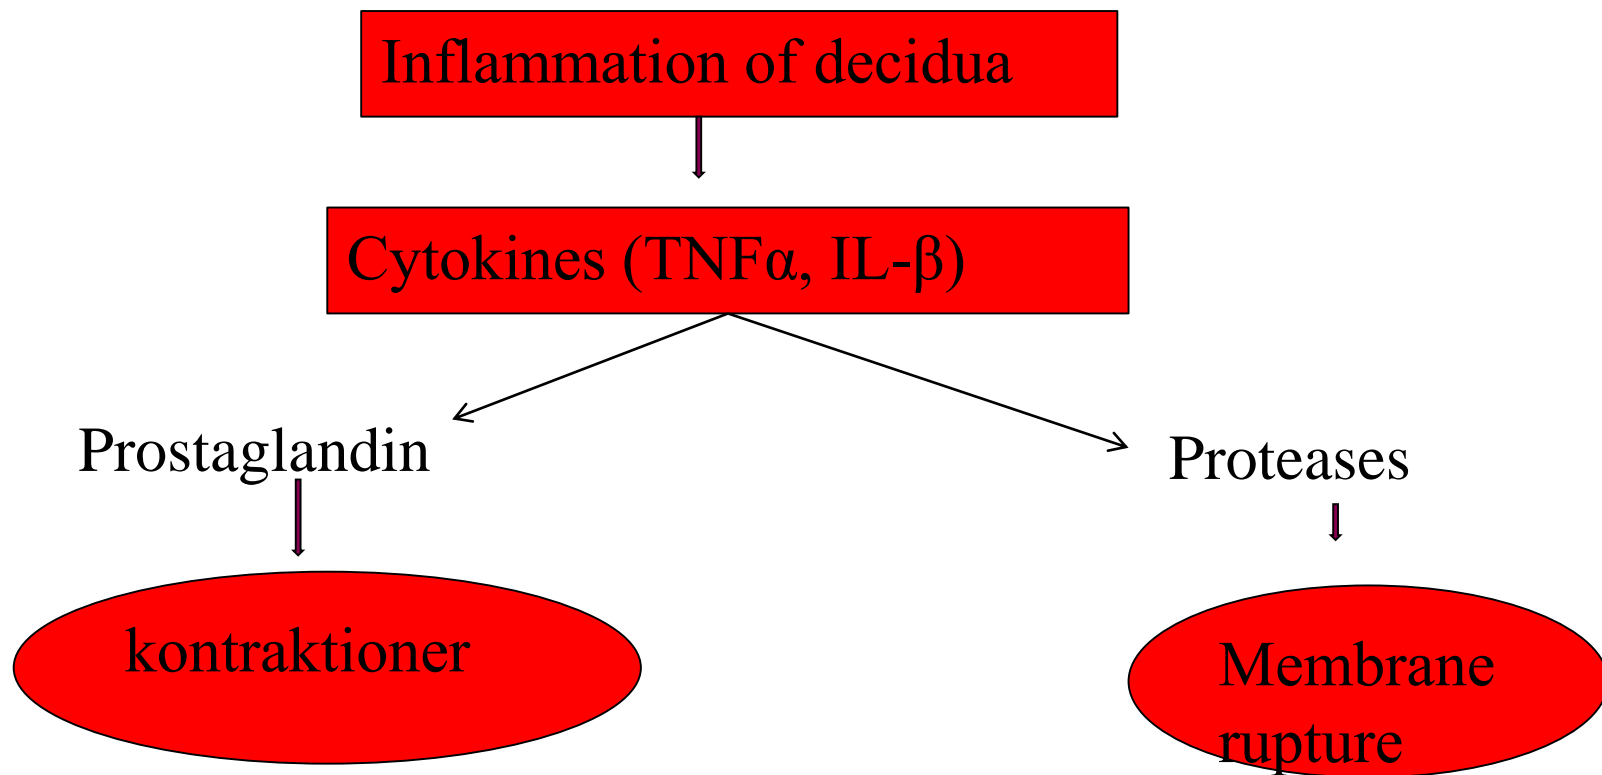 Inflammation of decidua
Cytokines (TNFα, IL-β)
Prostaglandin
Proteases
kontraktioner
Membrane
rupture